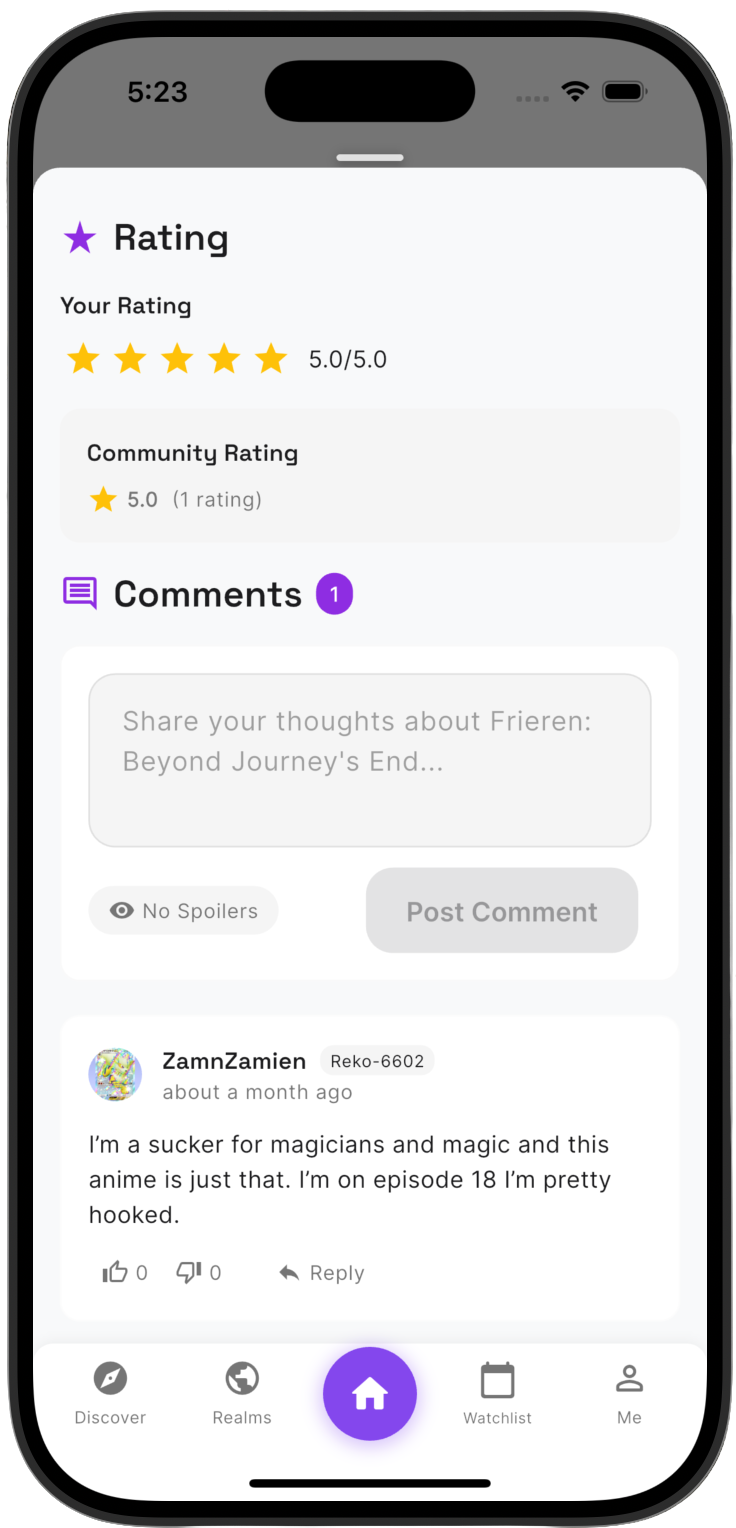 5:23
Rating
Your Rating
5.0/5.0
Community Rating
5.0 (1 rating)
Comments 1
Share your thoughts about Frieren:
Beyond Journey's End...
No Spoilers
Post Comment
ZamnZamien Reko-6602
about a month ago
I’m a sucker for magicians and magic and this
anime is just that. I’m on episode 18 I’m pretty
hooked.
0 0 Reply
Discover Realms Watchlist Me